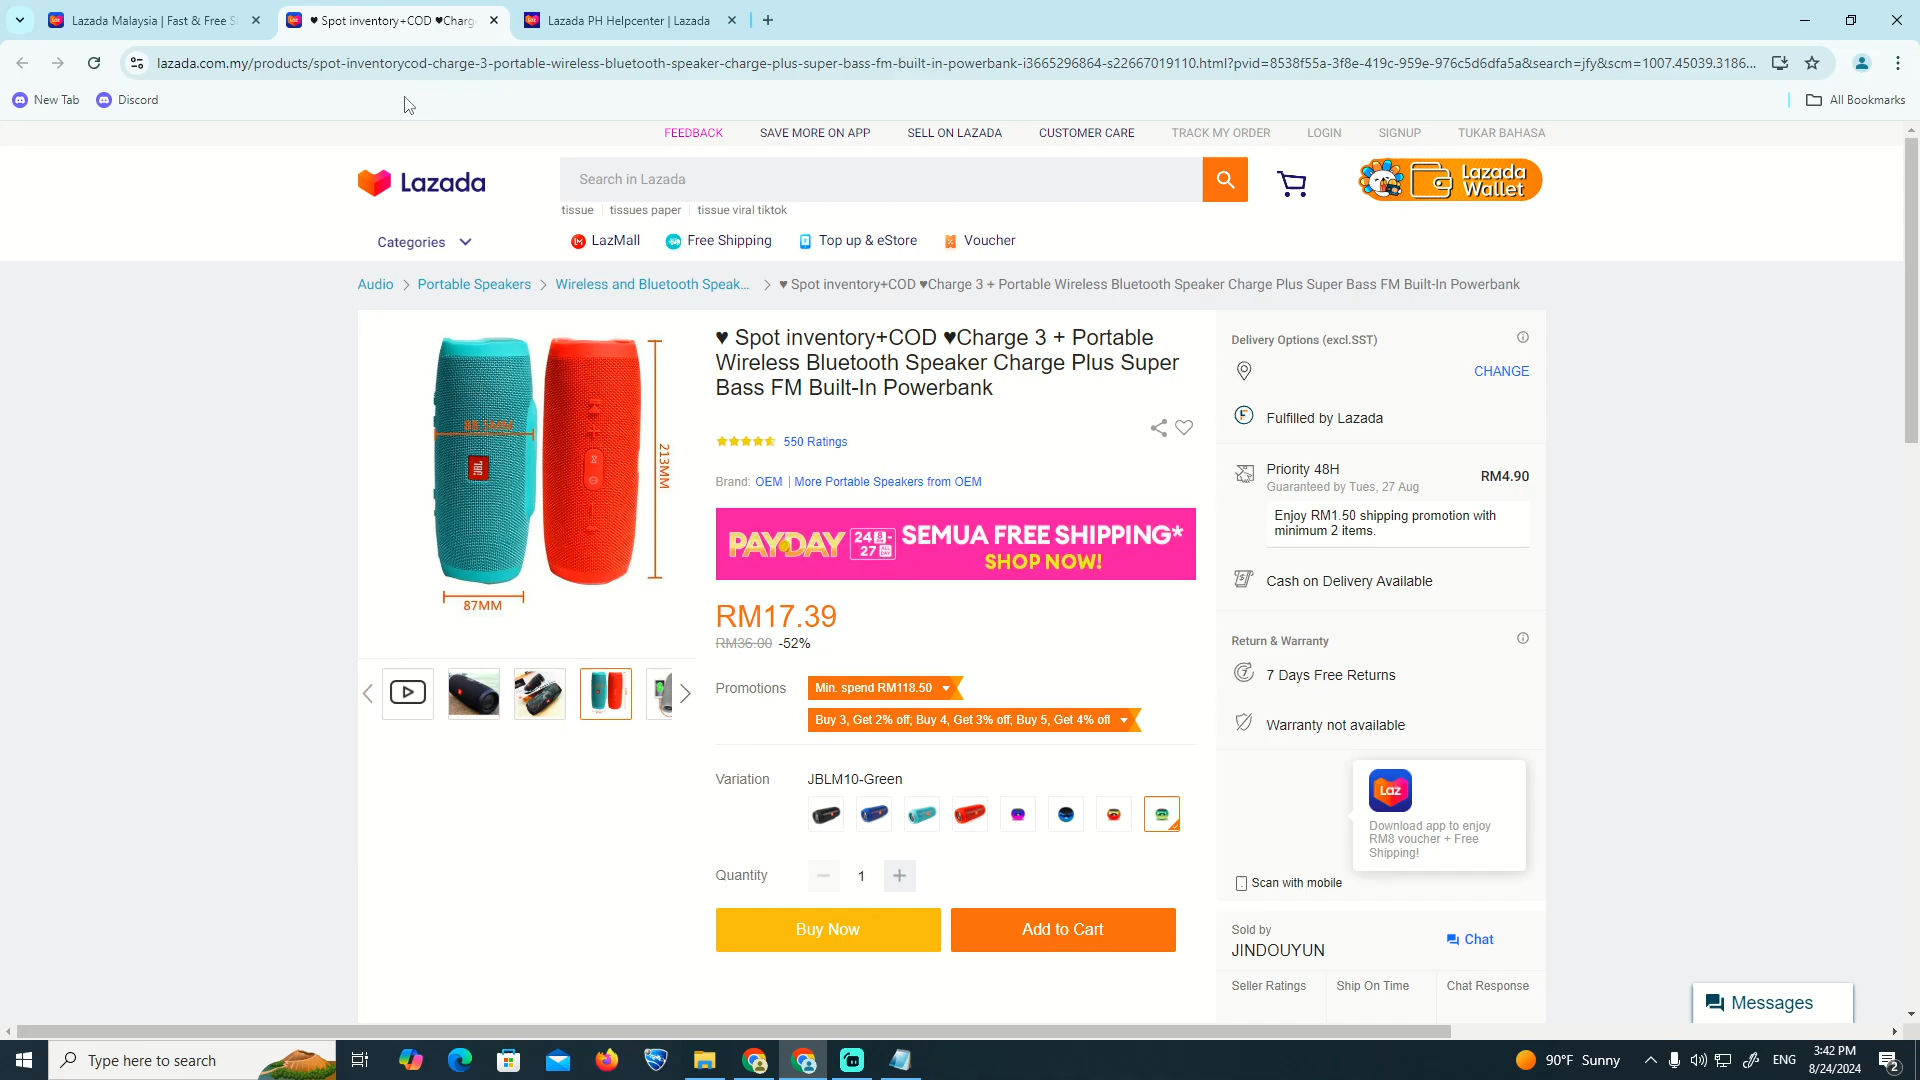 Lazada Malaysia | Fast & Free S
♥ Spot inventory+COD ♥Charg
Lazada PH Helpcenter | Lazada
lazada.com.my/products/spot-inventorycod-charge-3-portable-wireless-bluetooth-speaker-charge-plus-super-bass-fm-built-in-powerbank-i3665296864-s22667019110.html?pvid=8538f55a-3f8e-419c-959e-976c5d6dfa5a&search=jfy&scm=1007.45039.3186...
New Tab
Discord
All Bookmarks
FEEDBACK
SAVE MORE ON APP
SELL ON LAZADA
CUSTOMER CARE
TRACK MY ORDER
LOGIN
SIGNUP
TUKAR BAHASA
Lazada
Search in Lazada
Lazada
Wallet
tissue
tissues paper
tissue viral tiktok
Categories
LazMall
Free Shipping
Top up & eStore
Voucher
Audio
Portable Speakers
Wireless and Bluetooth Speak...
♥ Spot inventory+COD ♥Charge 3 + Portable Wireless Bluetooth Speaker Charge Plus Super Bass FM Built-In Powerbank
213MM
JBL
87MM
♥ Spot inventory+COD ♥Charge 3 + Portable
Wireless Bluetooth Speaker Charge Plus Super
Bass FM Built-In Powerbank
550 Ratings
Brand: OEM | More Portable Speakers from OEM
PAYDAY
24
27
SEMUA FREE SHIPPING*
SHOP NOW!
RM17.39
RM36.00 -52%
Promotions
Min. spend RM118.50
Buy 3, Get 2% off; Buy 4, Get 3% off; Buy 5, Get 4% off
Variation
JBLM10-Green
Quantity
1
Buy Now
Add to Cart
Delivery Options (excl.SST)
CHANGE
Fulfilled by Lazada
Priority 48H
RM4.90
Guaranteed by Tues, 27 Aug
Enjoy RM1.50 shipping promotion with
minimum 2 items.
Cash on Delivery Available
Return & Warranty
7 Days Free Returns
Warranty not available
Laz
Download app to enjoy
RM8 voucher + Free
Shipping!
Scan with mobile
Sold by
JINDOUYUN
Chat
Seller Ratings
Ship On Time
Chat Response
Messages
Type here to search
90°F Sunny
ENG
3:42 PM
8/24/2024
2